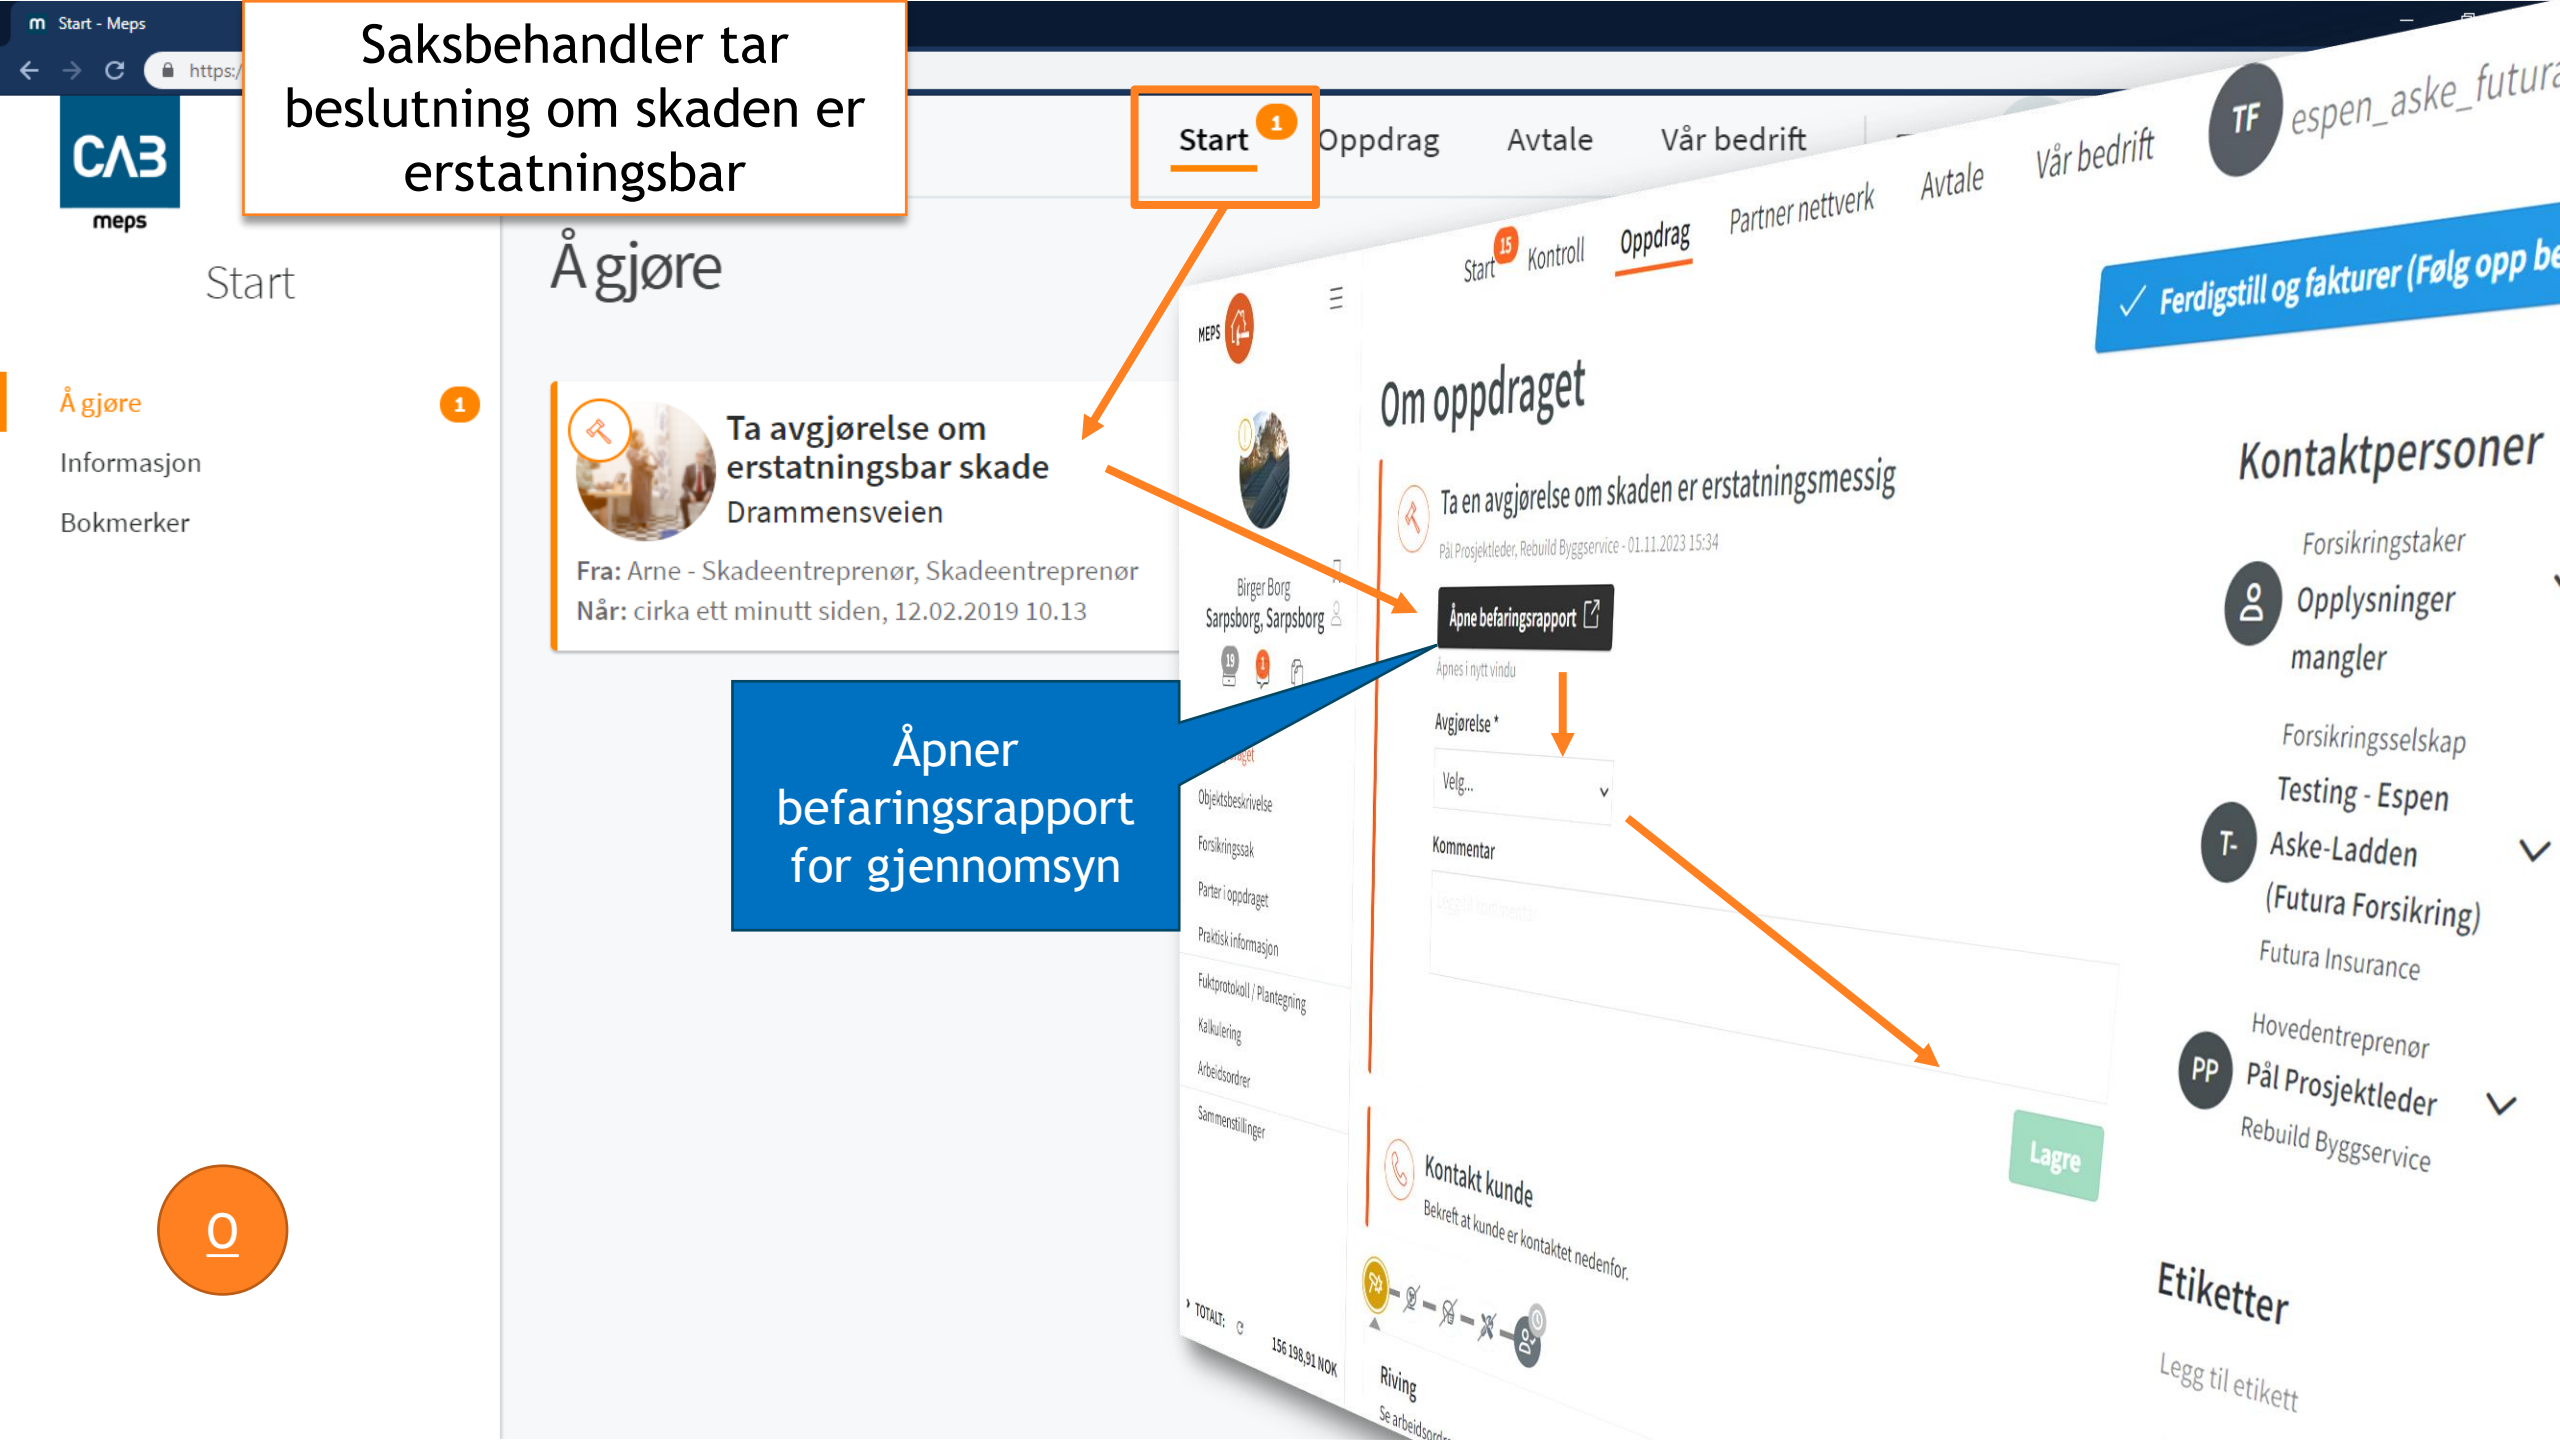 Start - Meps
https:/
Saksbehandler tar
beslutning om skaden er
erstatningsbar
CAB
meps
Start
Å gjøre
1
Informasjon
Bokmerker
O
Start
1
Oppdrag
Avtale
Vår bedrift
Å gjøre
Ta avgjørelse om
erstatningsbar skade
Drammensveien
Fra: Arne - Skadeentreprenør, Skadeentreprenør
Når: cirka ett minutt siden, 12.02.2019 10.13
Åpner
befaringsrapport
for gjennomsyn
MEPS
Start
15
Kontroll
Oppdrag
Partner nettverk
Avtale
Vår bedrift
TF
espen_aske_futura
Ferdigstill og fakturer (Følg opp be
Birger Borg
Sarpsborg, Sarpsborg
19
1
Objektsbeskrivelse
Forsikringssak
Parter i oppdraget
Praktisk informasjon
Fuktprotokoll / Plantegning
Kalkulering
Arbeidsordrer
Sammenstillinger
TOTALT:
156 198,91 NOK
Om oppdraget
Ta en avgjørelse om skaden er erstatningsmessig
Pål Prosjektleder, Rebuild Byggservice - 01.11.2023 15:34
Åpne befaringsrapport
Åpnes i nytt vindu
Avgjørelse *
Velg...
Kommentar
Lagre
Kontakt kunde
Bekreft at kunde er kontaktet nedenfor.
Riving
Se arbeidsordr
Kontaktpersoner
Forsikringstaker
Opplysninger
mangler
Forsikringsselskap
T-
Testing - Espen
Aske-Ladden
(Futura Forsikring)
Futura Insurance
Hovedentreprenør
PP
Pål Prosjektleder
Rebuild Byggservice
Etiketter
Legg til etikett